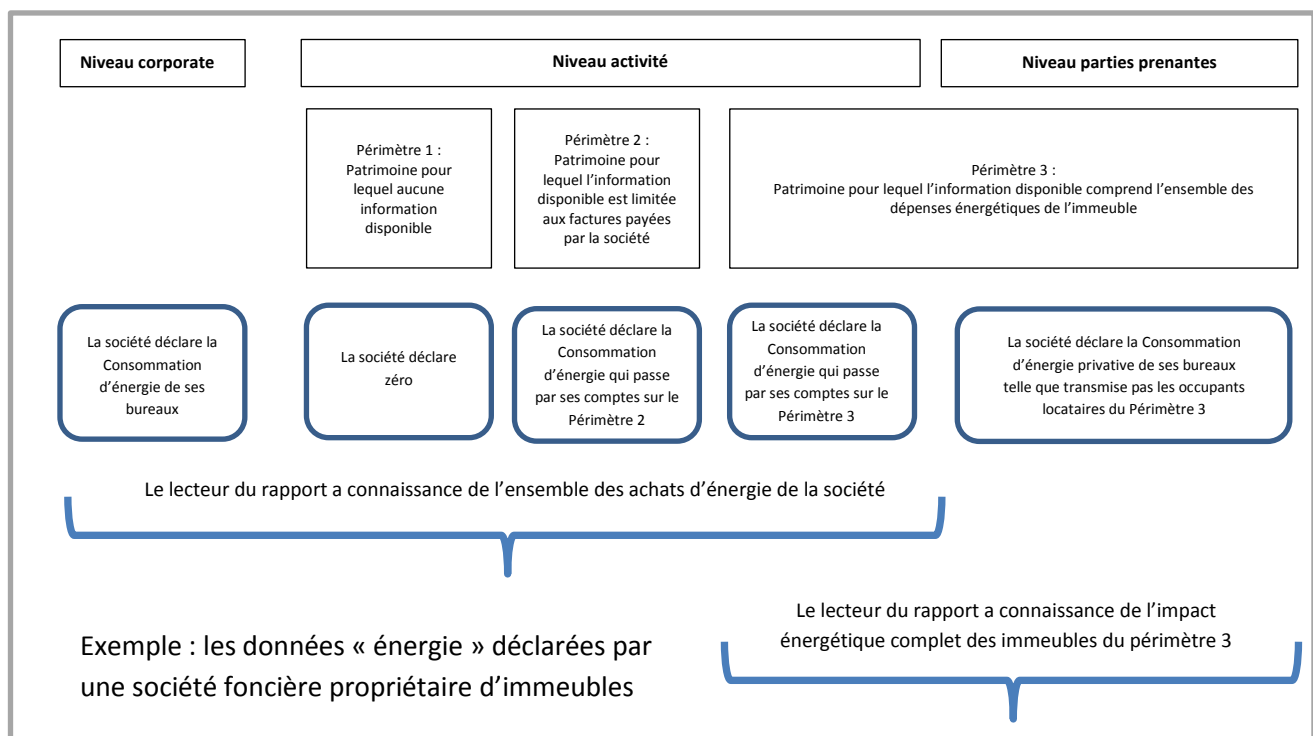 Niveau corporate
Niveau activité
Niveau parties prenantes
Périmètre 1 :
Patrimoine pour
lequel aucune
information
disponible
Périmètre 2 :
Patrimoine pour
lequel l’information
disponible est limitée
aux factures payées
par la société
Périmètre 3 :
Patrimoine pour lequel l’information disponible comprend l’ensemble des
dépenses énergétiques de l’immeuble
La société déclare la
Consommation
d’énergie de ses
bureaux
La société déclare
zéro
La société déclare la
Consommation
d’énergie qui passe
par ses comptes sur le
Périmètre 2
La société déclare la
Consommation
d’énergie qui passe
par ses comptes sur le
Périmètre 3
La société déclare la Consommation
d’énergie privative de ses bureaux
telle que transmise pas les occupants
locataires du Périmètre 3
Le lecteur du rapport a connaissance de l’ensemble des achats d’énergie de la société
Le lecteur du rapport a connaissance de l’impact
énergétique complet des immeubles du périmètre 3
Exemple : les données « énergie » déclarées par
une société foncière propriétaire d’immeubles